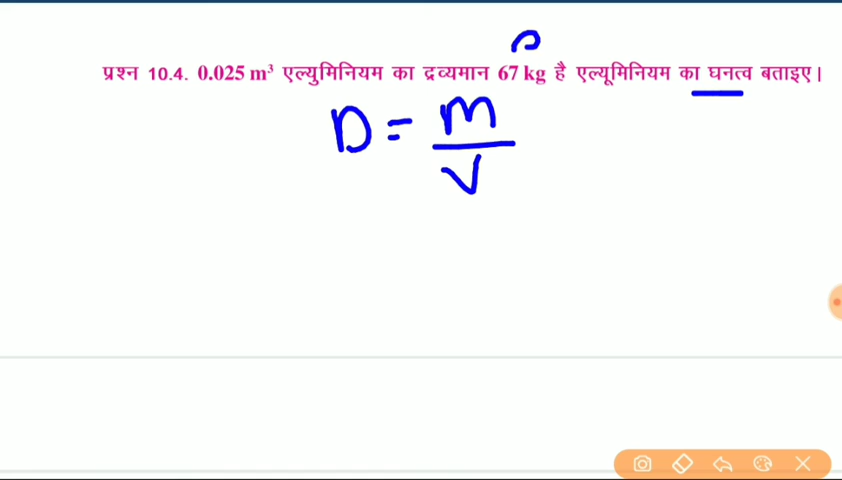 प्रश्न 10.4. 0.025 m³ एल्युमिनियम का द्रव्यमान 67 kg है एल्यूमिनियम का घनत्व बताइए।
D = m
V